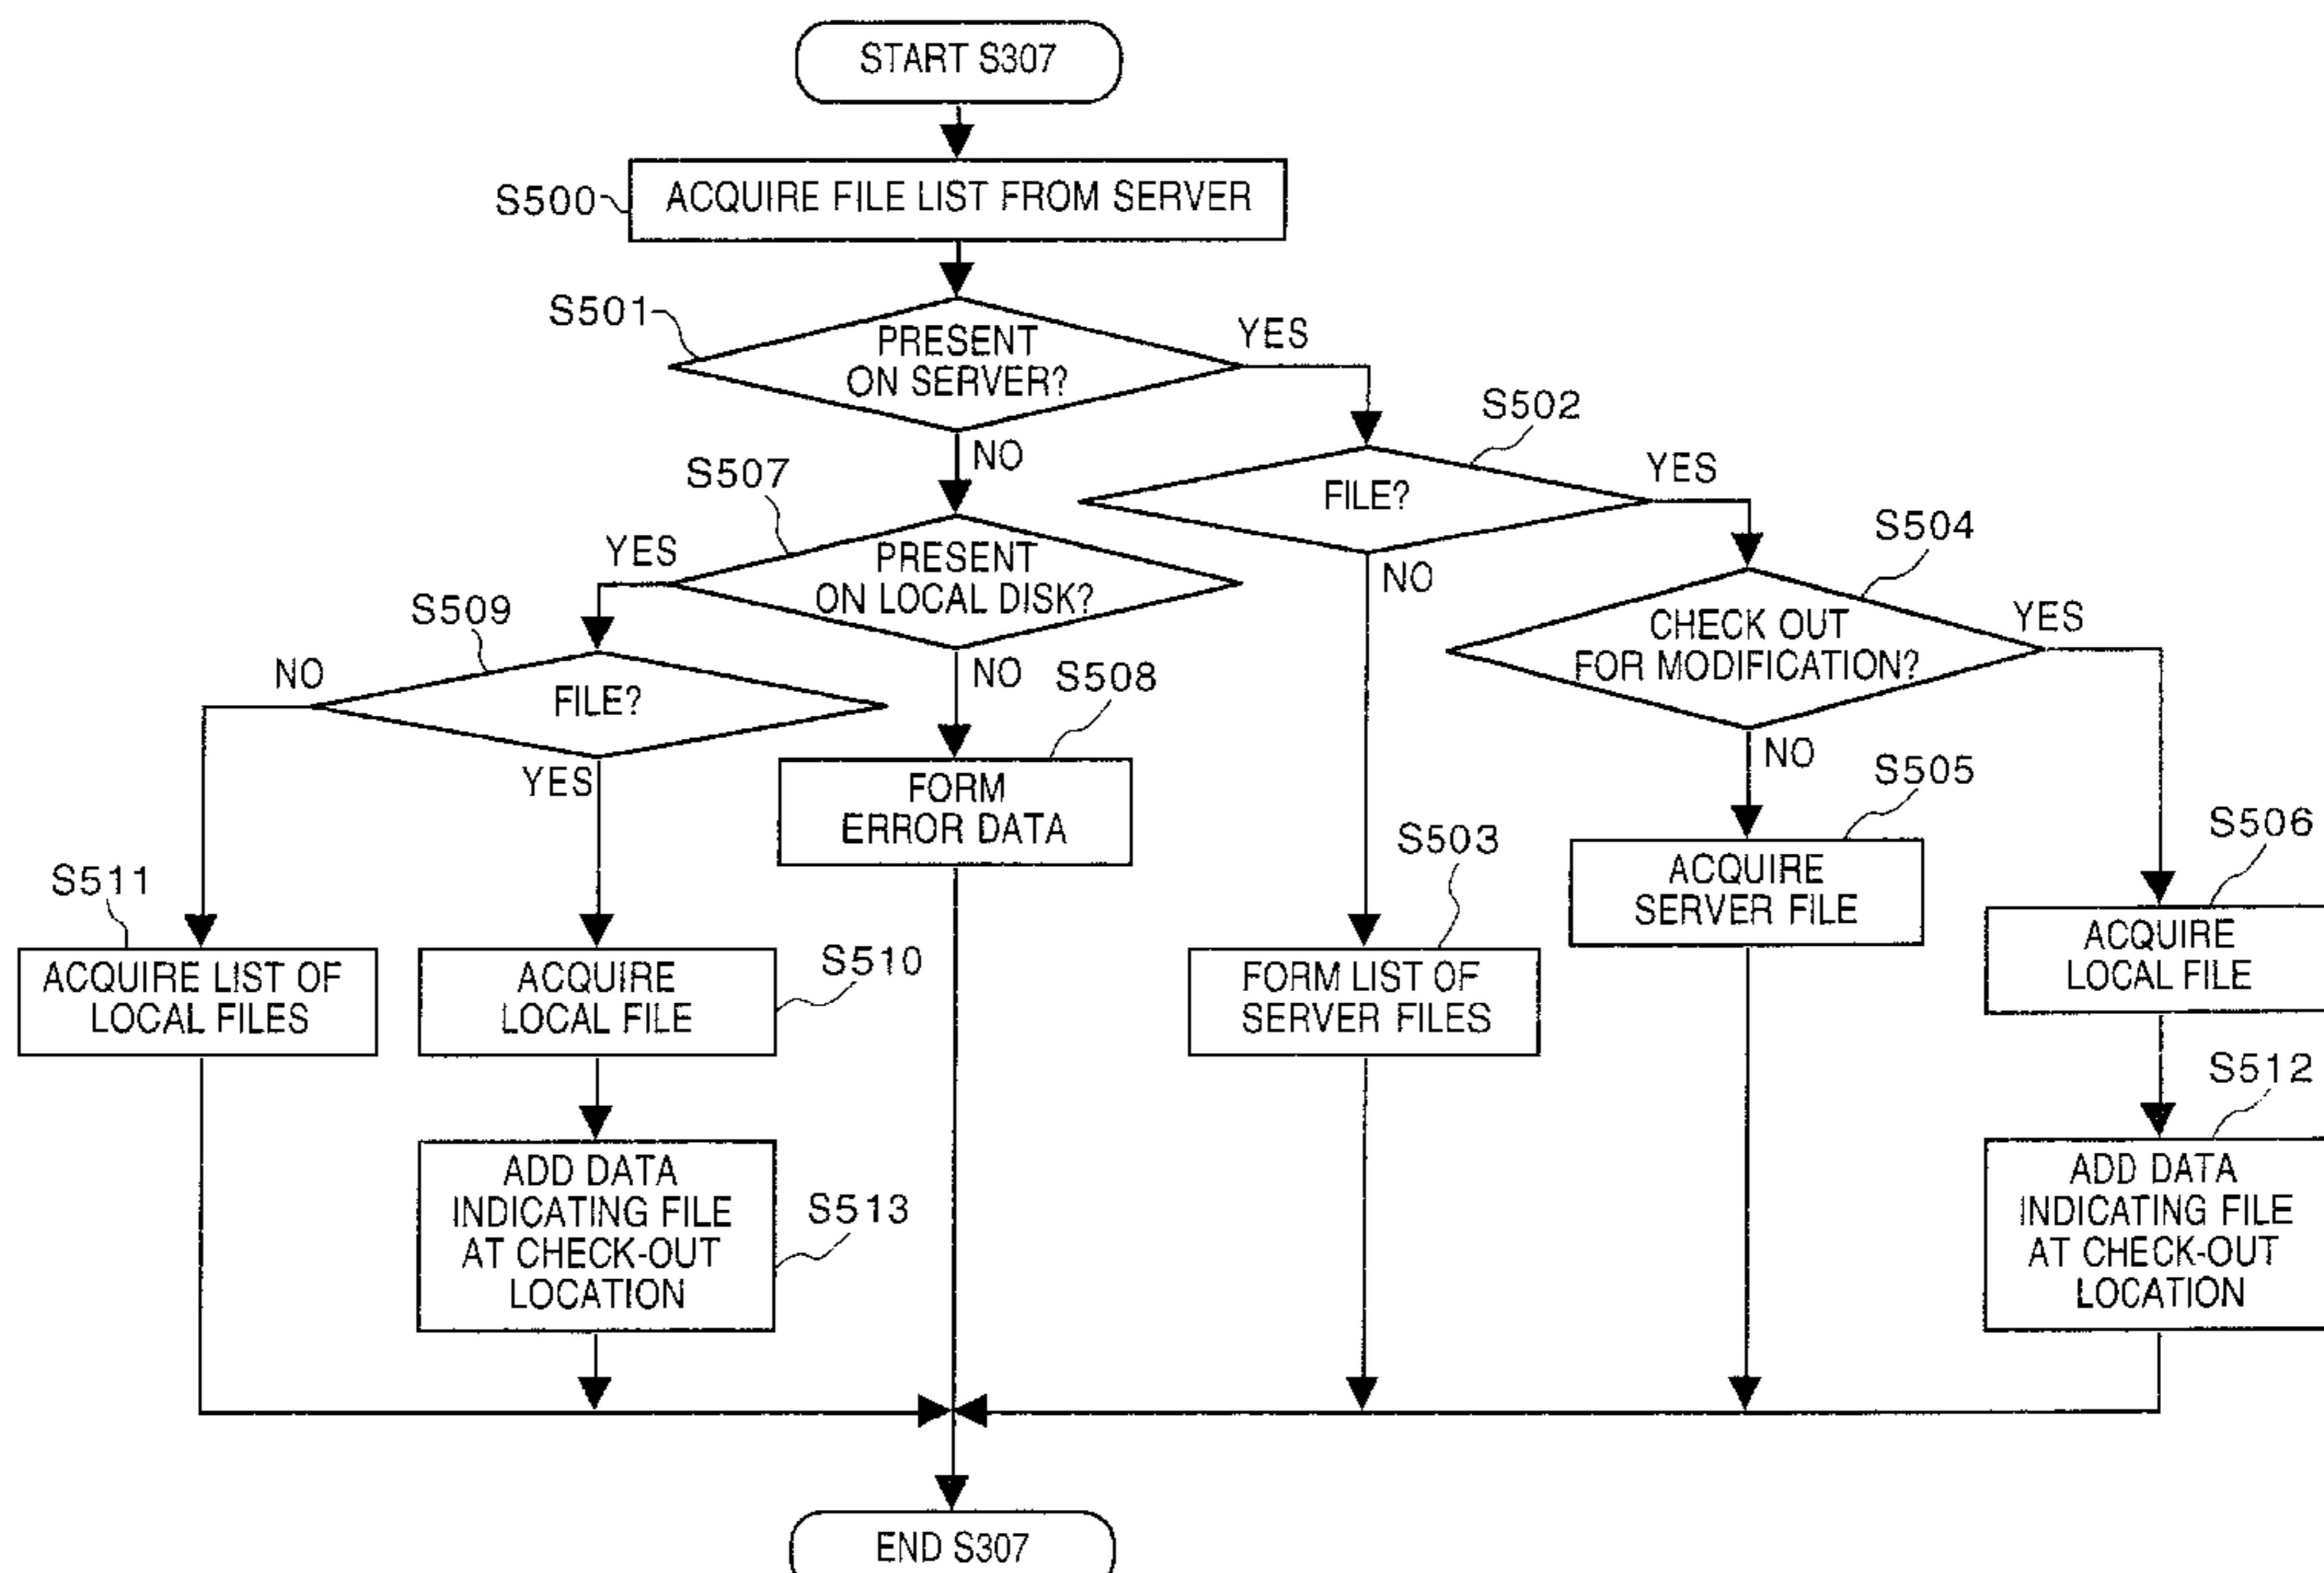 START S307
S500
ACQUIRE FILE LIST FROM SERVER
S501
PRESENT
ON SERVER?
YES
NO
S502
FILE?
YES
NO
S507
PRESENT
ON LOCAL DISK?
YES
NO
S504
CHECK OUT
FOR MODIFICATION?
YES
NO
S509
FILE?
NO
YES
S508
FORM
ERROR DATA
S505
ACQUIRE
SERVER FILE
S506
ACQUIRE
LOCAL FILE
S503
FORM LIST OF
SERVER FILES
S511
ACQUIRE LIST OF
LOCAL FILES
S510
ACQUIRE
LOCAL FILE
S512
ADD DATA
INDICATING FILE
AT CHECK-OUT
LOCATION
S513
ADD DATA
INDICATING FILE
AT CHECK-OUT
LOCATION
END S307